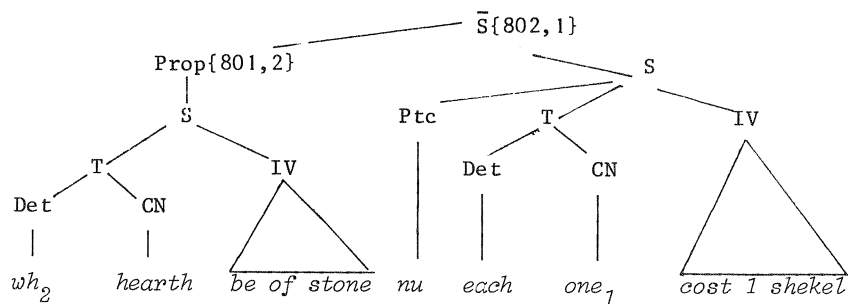 S̄{802,1}
Prop{801,2} S
S Ptc T IV
T IV Det CN
Det CN
wh₂ hearth be of stone nu each one₁ cost 1 shekel